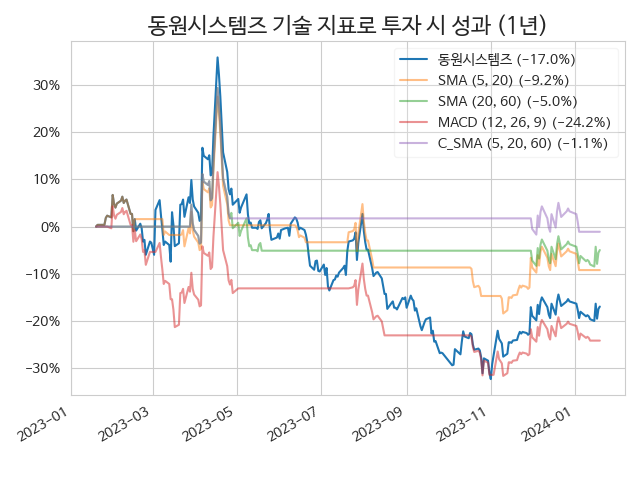 동원시스템즈 기술 지표로 투자 시 성과 (1년)
동원시스템즈 (−17.0%)
SMA (5, 20) (−9.2%)
SMA (20, 60) (−5.0%)
MACD (12, 26, 9) (−24.2%)
C_SMA (5, 20, 60) (−1.1%)
30%
20%
10%
0%
−10%
−20%
−30%
2023−01
2023−03
2023−05
2023−07
2023−09
2023−11
2024−01